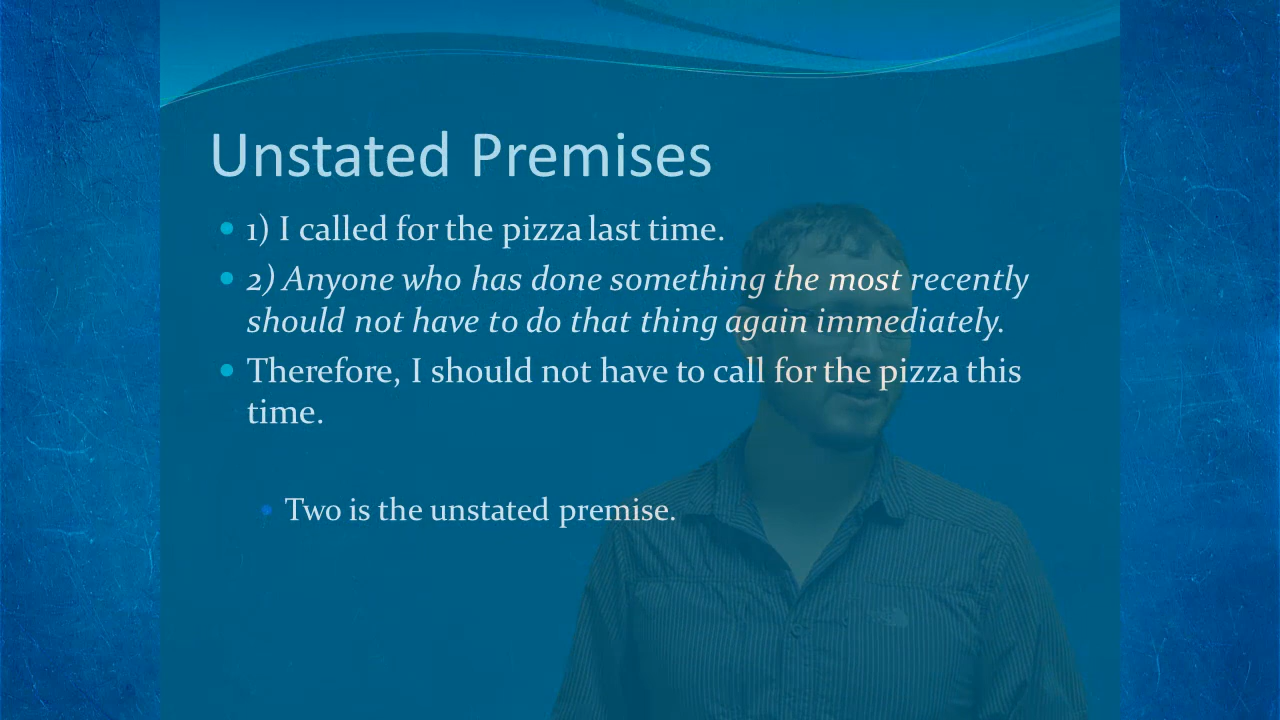 Unstated Premises
1) I called for the pizza last time.
2) Anyone who has done something the most recently
should not have to do that thing again immediately.
Therefore, I should not have to call for the pizza this
time.
Two is the unstated premise.